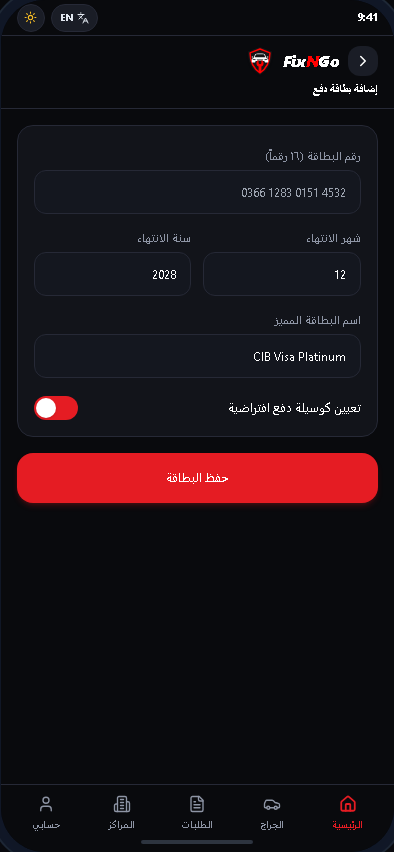 9:41
EN
FixNGo
إضافة بطاقة دفع
رقم البطاقة (١٦ رقماً)
0366 1283 0151 4532
شهر الانتهاء
سنة الانتهاء
12
2028
اسم البطاقة المميز
CIB Visa Platinum
تعيين كوسيلة دفع افتراضية
حفظ البطاقة
الرئيسية
الجراج
الطلبات
المراكز
حسابي